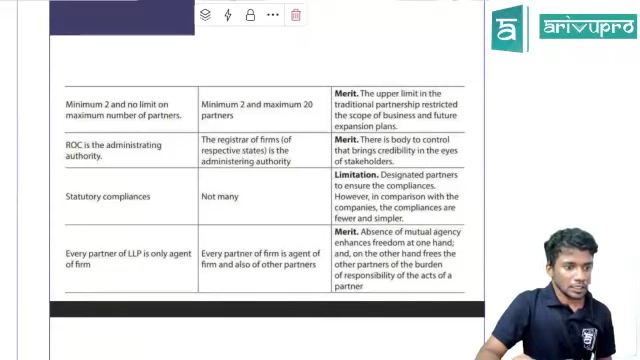 arivupro
Minimum 2 and no limit on
maximum number of partners.
Minimum 2 and maximum 20
partners
Merit. The upper limit in the
traditional partnership restricted
the scope of business and future
expansion plans.
ROC is the administrating
authority.
The registrar of firms (of
respective states) is the
administering authority
Merit. There is body to control
that brings credibility in the eyes
of stakeholders.
Statutory compliances
Not many
Limitation. Designated partners
to ensure the compliances.
However, in comparison with the
companies, the compliances are
fewer and simpler.
Every partner of LLP is only agent
of firm
Every partner of firm is agent of
firm and also of other partners
Merit. Absence of mutual agency
enhances freedom at one hand;
and, on the other hand frees the
other partners of the burden
of responsibility of the acts of a
partner